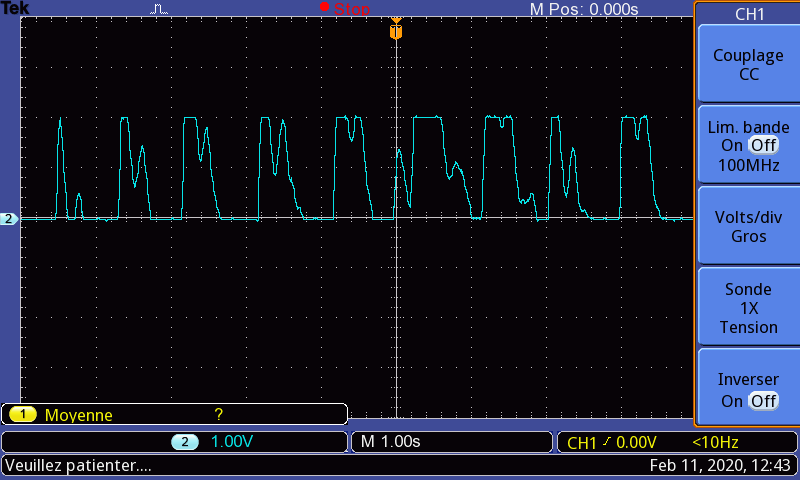 Tek
Stop
M Pos: 0.000s
CH1
T
Couplage
CC
Lim. bande
On Off
100MHz
2
Volts/div
Gros
Sonde
1X
Tension
Inverser
On Off
1 Moyenne ?
2 1.00V
M 1.00s
CH1 0.00V <10Hz
Veuillez patienter....
Feb 11, 2020, 12:43